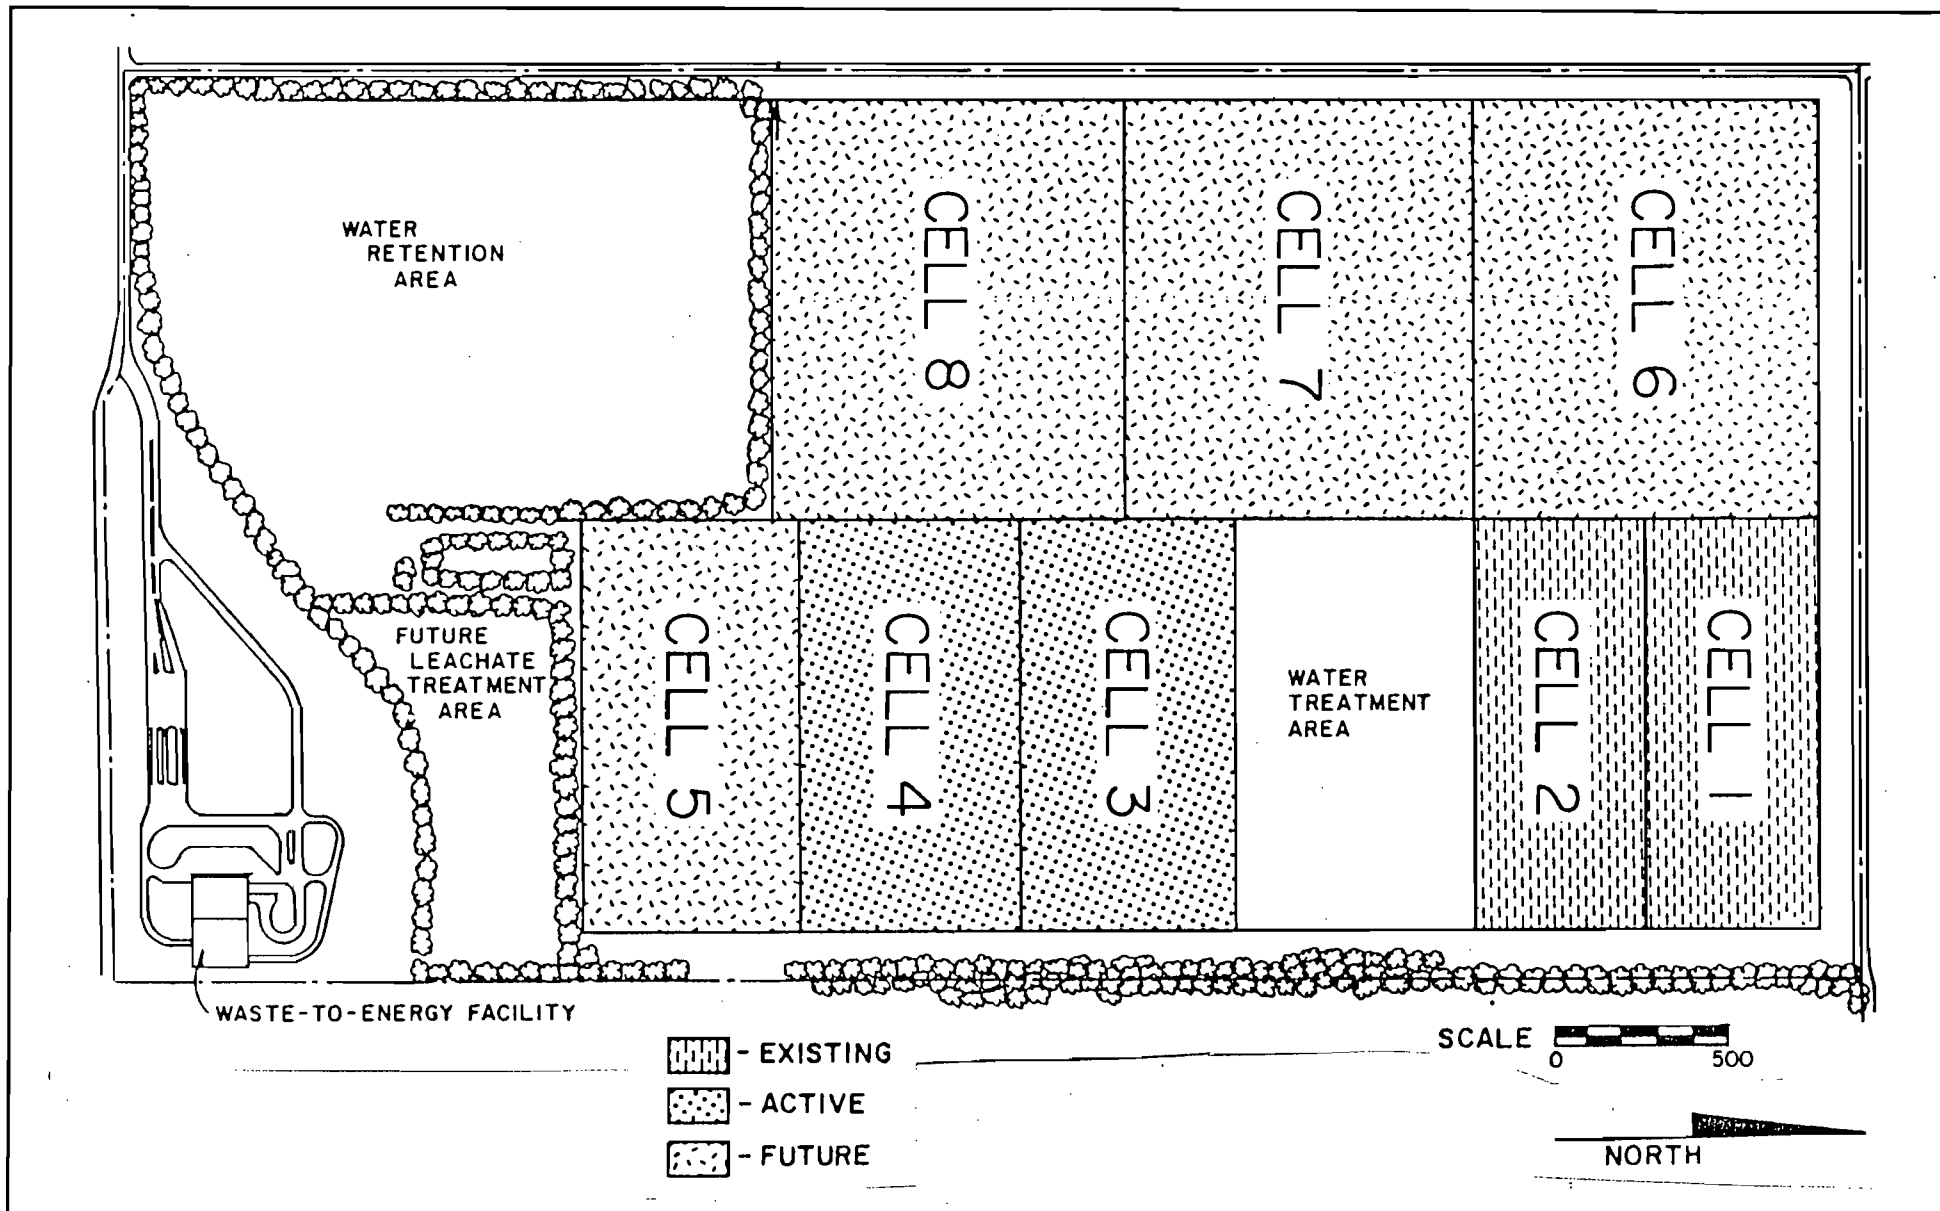 WATER
RETENTION
AREA
CELL 8
CELL 7
CELL 6
FUTURE
LEACHATE
TREATMENT
AREA
CELL 5
CELL 4
CELL 3
WATER
TREATMENT
AREA
CELL 2
CELL 1
WASTE-TO-ENERGY FACILITY
- EXISTING
- ACTIVE
- FUTURE
SCALE
0 500
NORTH